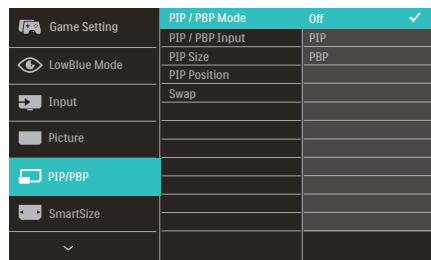 Game Setting
LowBlue Mode
Input
Picture
PIP/PBP
SmartSize
PIP / PBP Mode
PIP / PBP Input
PIP Size
PIP Position
Swap
Off
PIP
PBP